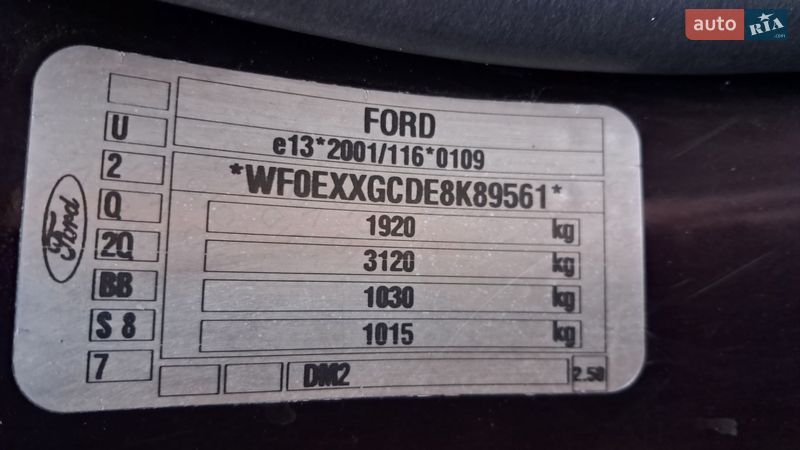 auto RIA.com
FORD
e13*2001/116*0109
*WF0EXXGCDE8K89561*
1920 kg
3120 kg
1030 kg
1015 kg
U
2
Q
2Q
BB
S 8
7
Ford
DM2
2.50